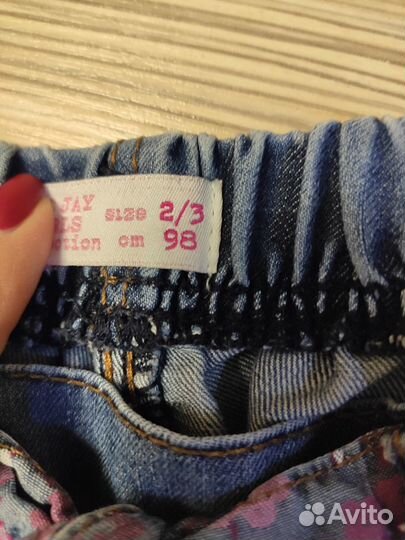 JAY size 2/3
LS
ction cm 98
Avito